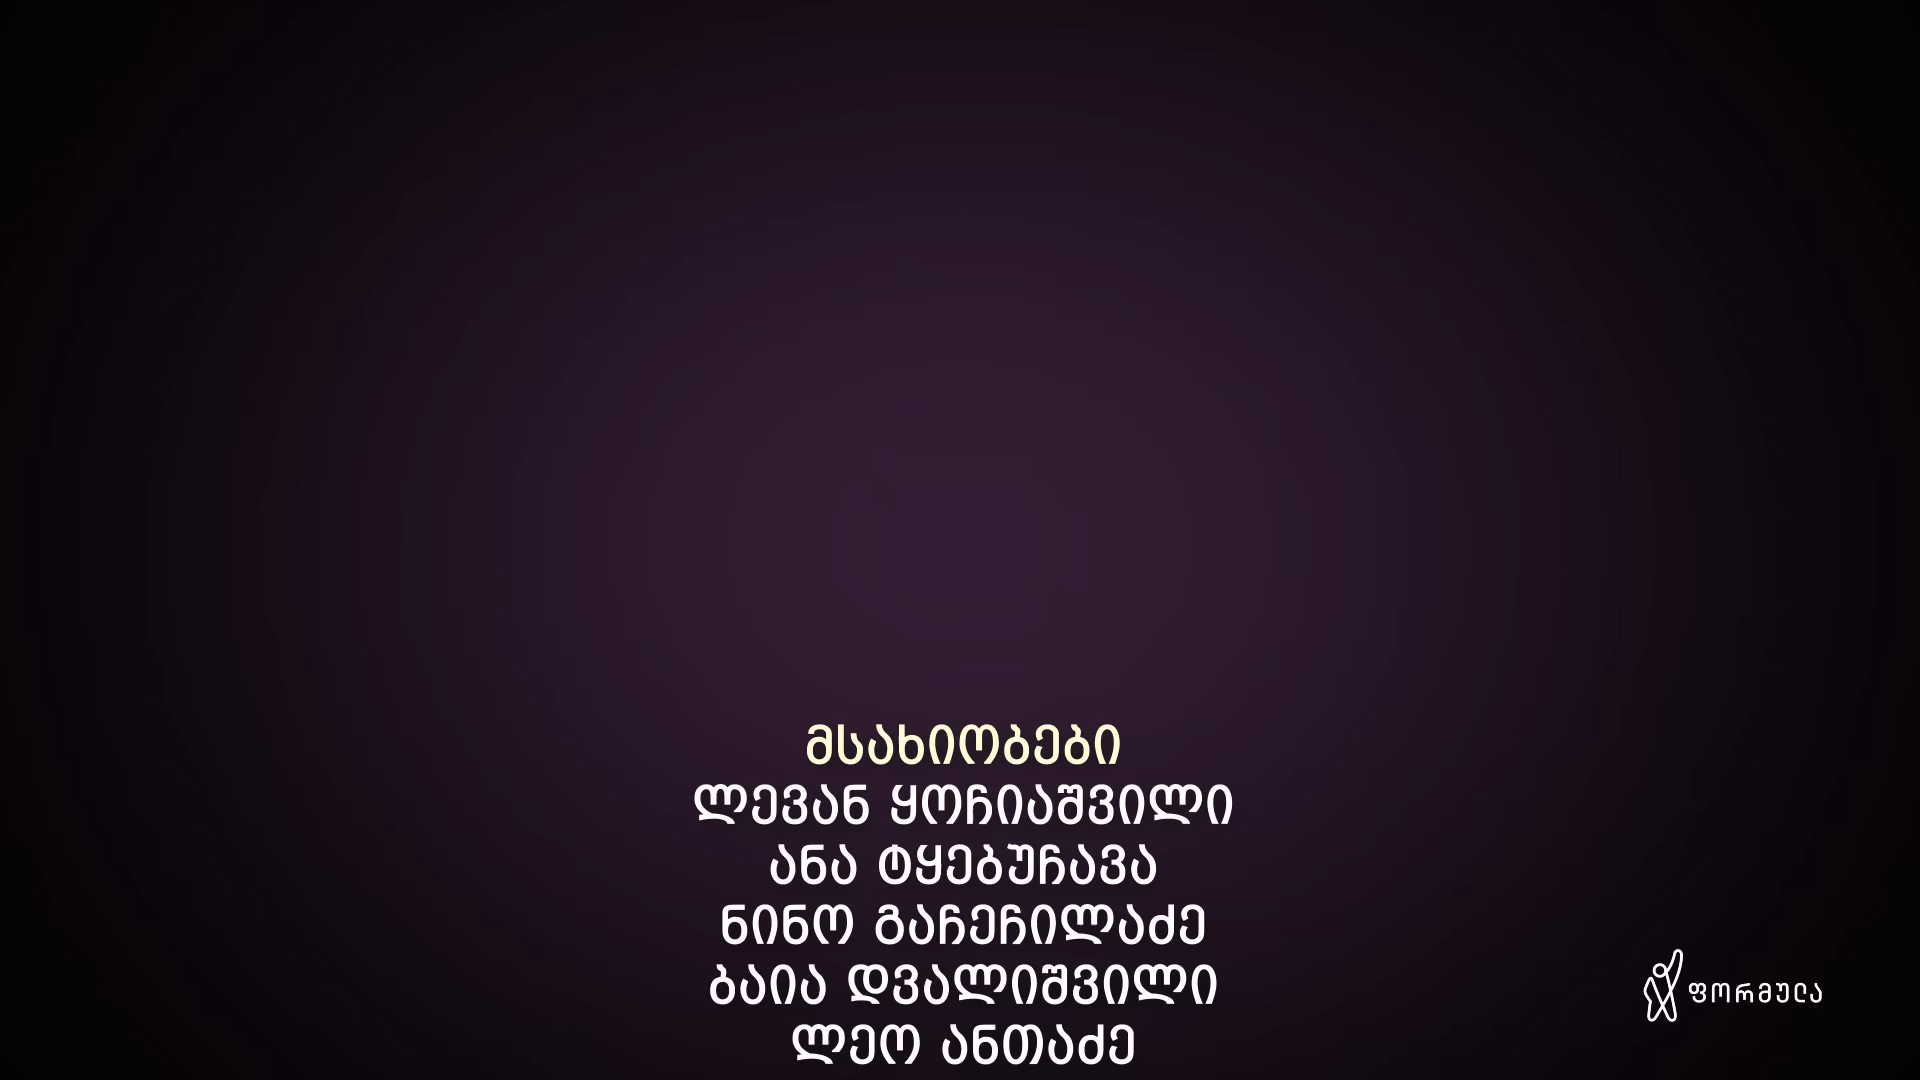 მსახიობები
ლევან ყოჩიაშვილი
ანა ტყებუჩავა
ნინო გაჩეჩილაძე
ბაია დვალიშვილი
ლეო ანთაძე
ფორმულა